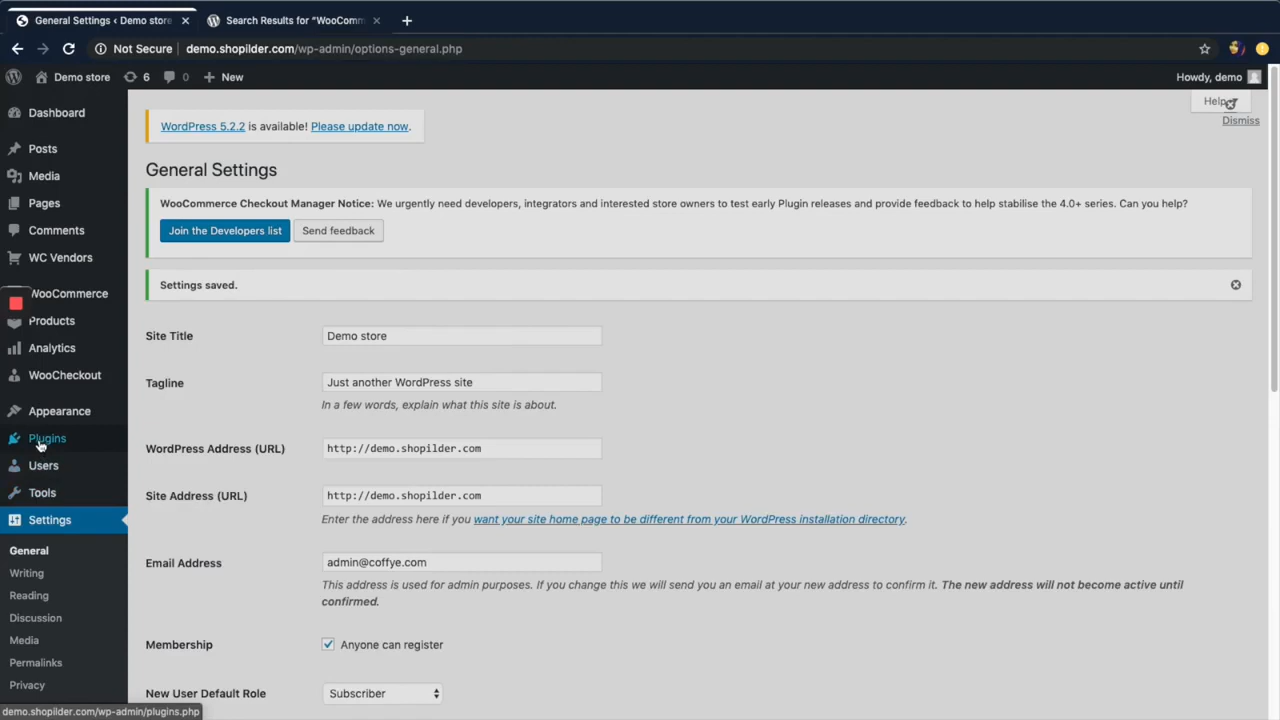 General Settings ‹ Demo store
Search Results for “WooComm
Not Secure
demo.shopilder.com/wp-admin/options-general.php
Demo store
6
0
New
Howdy, demo
Dashboard
Posts
Media
Pages
Comments
WC Vendors
WooCommerce
Products
Analytics
WooCheckout
Appearance
Plugins
Users
Tools
Settings
General
Writing
Reading
Discussion
Media
Permalinks
Privacy
demo.shopilder.com/wp-admin/plugins.php
Help
Dismiss
WordPress 5.2.2 is available! Please update now.
General Settings
WooCommerce Checkout Manager Notice: We urgently need developers, integrators and interested store owners to test early Plugin releases and provide feedback to help stabilise the 4.0+ series. Can you help?
Join the Developers list
Send feedback
Settings saved.
Site Title
Demo store
Tagline
Just another WordPress site
In a few words, explain what this site is about.
WordPress Address (URL)
http://demo.shopilder.com
Site Address (URL)
http://demo.shopilder.com
Enter the address here if you want your site home page to be different from your WordPress installation directory.
Email Address
admin@coffye.com
This address is used for admin purposes. If you change this we will send you an email at your new address to confirm it. The new address will not become active until
confirmed.
Membership
Anyone can register
New User Default Role
Subscriber